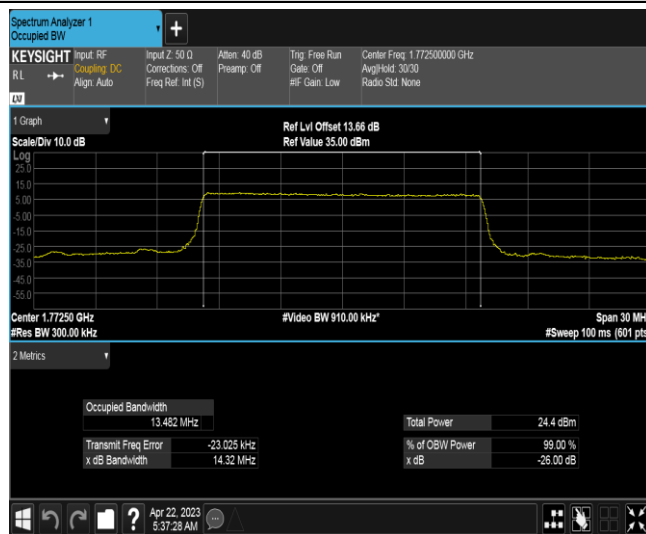 Spectrum Analyzer 1
Occupied BW
+
KEYSIGHT Input: RF Input Z: 50 Ω Atten: 40 dB Trig: Free Run Center Freq: 1.772500000 GHz
RL Coupling: DC Corrections: Off Preamp: Off Gate: Off Avg|Hold: 30/30
Align: Auto Freq Ref: Int (S) #IF Gain: Low Radio Std: None
LXI
1 Graph
Ref Lvl Offset 13.66 dB
Scale/Div 10.0 dB Ref Value 35.00 dBm
Log
25.0
15.0
5.00
-5.00
-15.0
-25.0
-35.0
-45.0
-55.0
Center 1.77250 GHz #Video BW 910.00 kHz* Span 30 MH
#Res BW 300.00 kHz #Sweep 100 ms (601 pts
2 Metrics
Occupied Bandwidth
13.482 MHz Total Power 24.4 dBm
Transmit Freq Error -23.025 kHz % of OBW Power 99.00 %
x dB Bandwidth 14.32 MHz x dB -26.00 dB
? Apr 22, 2023
5:37:28 AM